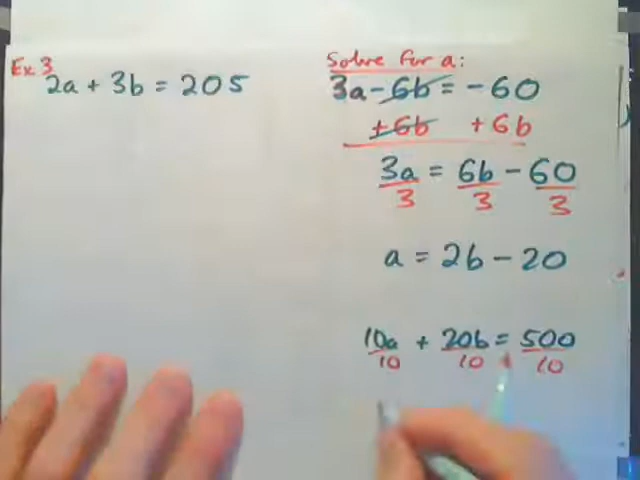 Ex 3
2a + 3b = 205
Solve for a:
3a - 6b = -60
+6b +6b
3a = 6b - 60
3 3 3
a = 2b - 20
10a + 20b = 500
10 10 10